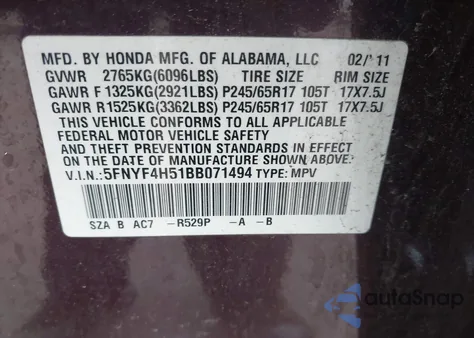 MFD. BY HONDA MFG. OF ALABAMA, LLC 02/'11
GVWR 2765KG(6096LBS) TIRE SIZE RIM SIZE
GAWR F 1325KG(2921LBS) P245/65R17 105T 17X7.5J
GAWR R 1525KG(3362LBS) P245/65R17 105T 17X7.5J
THIS VEHICLE CONFORMS TO ALL APPLICABLE
FEDERAL MOTOR VEHICLE SAFETY, BUMPER,
AND THEFT PREVENTION STANDARDS IN EFFECT
ON THE DATE OF MANUFACTURE SHOWN ABOVE.
V.I.N.:5FNYF4H51BB071494 TYPE: MPV
SZA B AC7 -R529P -A -B
autoSnap